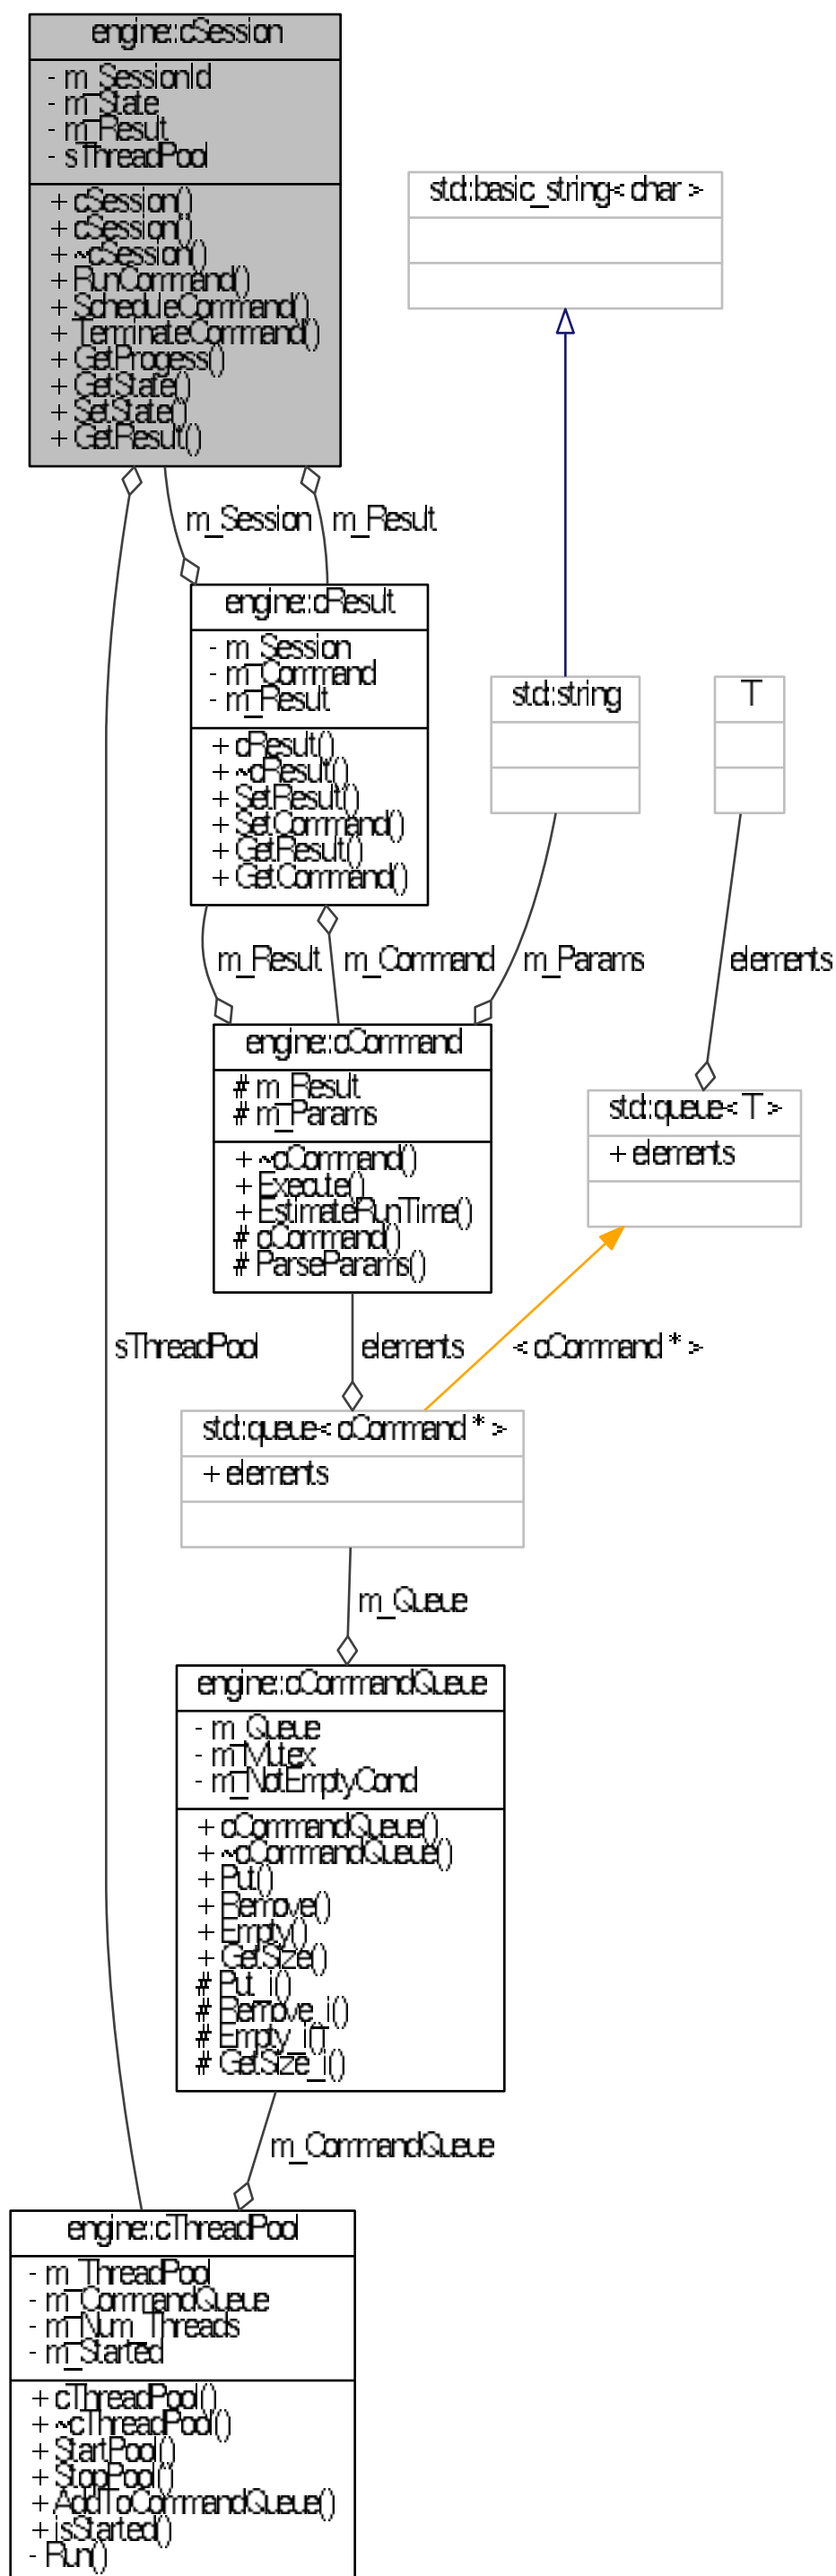 engine::cSession
- m_SessionId
- m_State
- m_Result
- sThreadPool
+ cSession()
+ cSession()
+ ~cSession()
+ RunCommand()
+ ScheduleCommand()
+ TerminateCommand()
+ GetProgess()
+ GetState()
+ SetState()
+ GetResult()
std::basic_string< char >
m_Session
m_Result
engine::cResult
- m_Session
- m_Command
- m_Result
+ cResult()
+ ~cResult()
+ SetResult()
+ SetCommand()
+ GetResult()
+ GetCommand()
std::string
T
m_Result
m_Command
m_Params
elements
engine::cCommand
# m_Result
# m_Params
+ ~cCommand()
+ Execute()
+ EstimateRunTime()
# cCommand()
# ParseParams()
std::queue< T >
+ elements
sThreadPool
elements
< cCommand * >
std::queue< cCommand * >
+ elements
m_Queue
engine::cCommandQueue
- m_Queue
- m_Mutex
- m_NotEmptyCond
+ cCommandQueue()
+ ~cCommandQueue()
+ Put()
+ Remove()
+ Empty()
+ GetSize()
# Put_i()
# Remove_i()
# Empty_i()
# GetSize_i()
m_CommandQueue
engine::cThreadPool
- m_ThreadPool
- m_CommandQueue
- m_Num_Threads
- m_Started
+ cThreadPool()
+ ~cThreadPool()
+ StartPool()
+ StopPool()
+ AddToCommandQueue()
+ isStarted()
- Run()